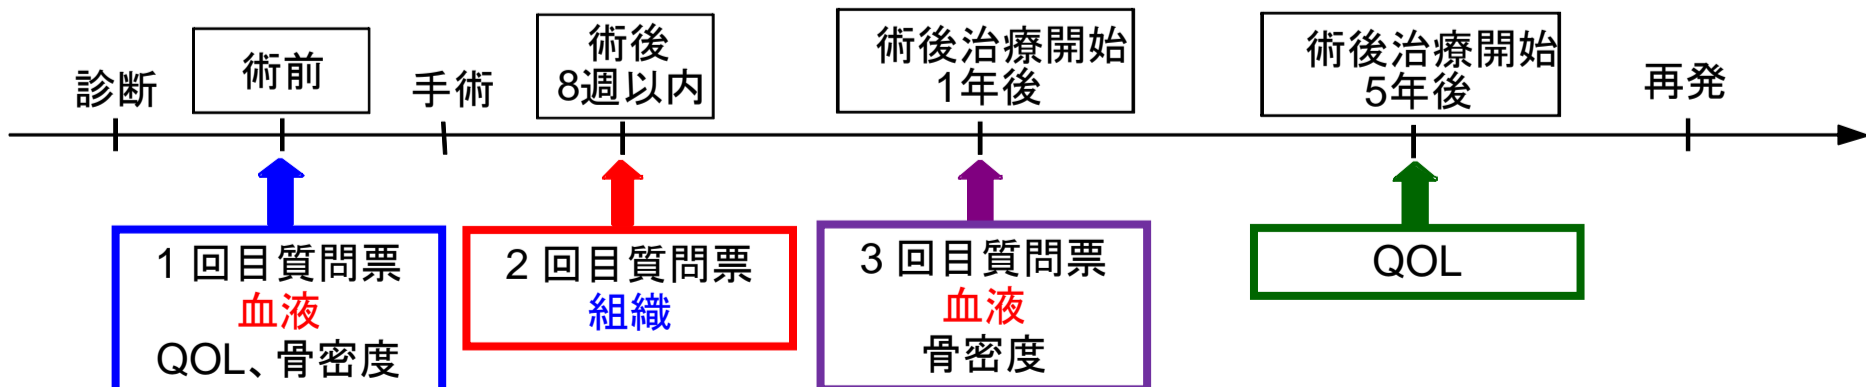 診断
術前
手術
術後
8週以内
術後治療開始
1年後
術後治療開始
5年後
再発
1回目質問票
血液
QOL、骨密度
2回目質問票
組織
3回目質問票
血液
骨密度
QOL